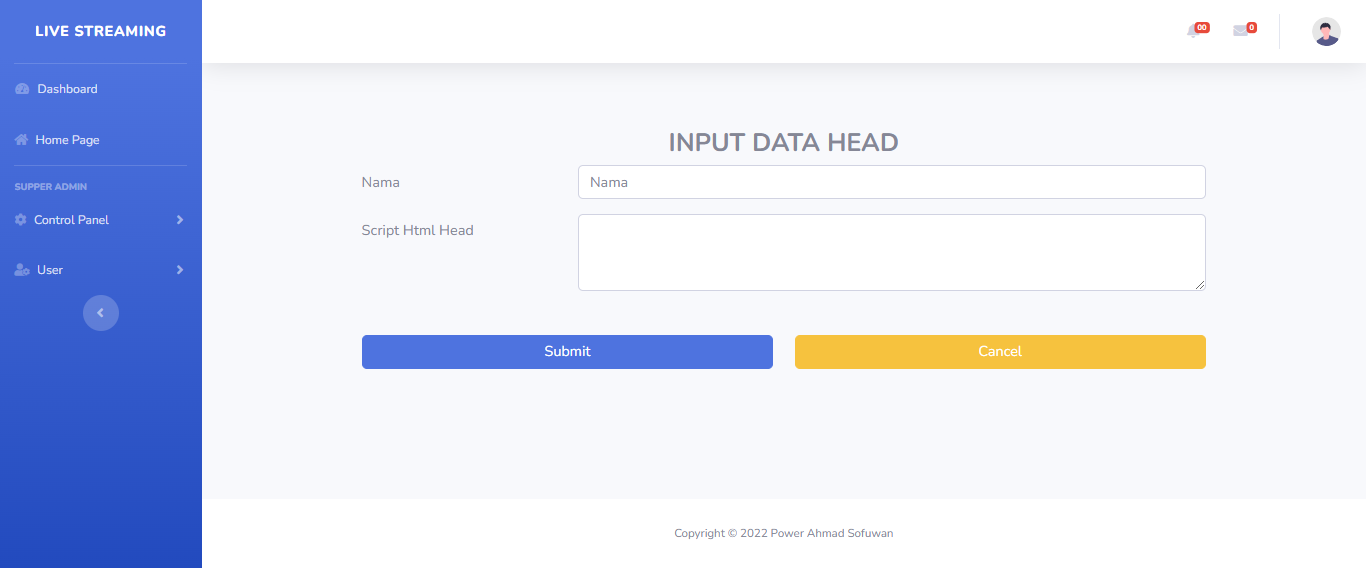 LIVE STREAMING
00
0
Dashboard
Home Page
SUPPER ADMIN
Control Panel
User
INPUT DATA HEAD
Nama
Nama
Script Html Head
Submit
Cancel
Copyright © 2022 Power Ahmad Sofuwan